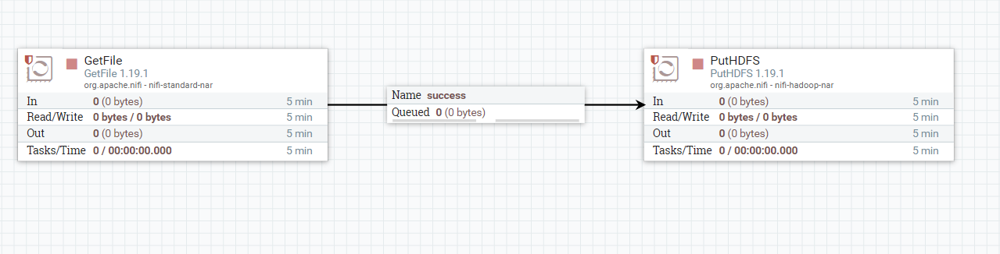 GetFile
GetFile 1.19.1
org.apache.nifi - nifi-standard-nar
In 0 (0 bytes) 5 min
Read/Write 0 bytes / 0 bytes 5 min
Out 0 (0 bytes) 5 min
Tasks/Time 0 / 00:00:00.000 5 min
Name success
Queued 0 (0 bytes)
PutHDFS
PutHDFS 1.19.1
org.apache.nifi - nifi-hadoop-nar
In 0 (0 bytes) 5 min
Read/Write 0 bytes / 0 bytes 5 min
Out 0 (0 bytes) 5 min
Tasks/Time 0 / 00:00:00.000 5 min